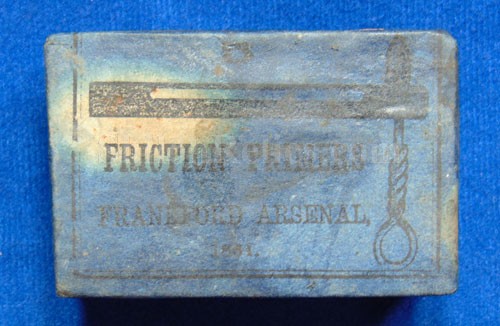 FRICTION PRIMERS
FRANKFORD ARSENAL,